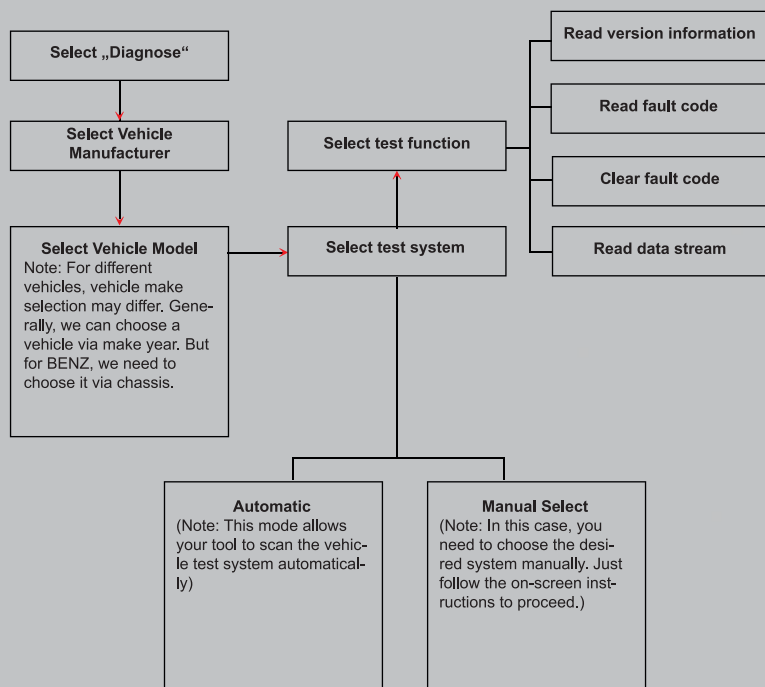 Select „Diagnose“
Select Vehicle
Manufacturer
Select Vehicle Model
Note: For different
vehicles, vehicle make
selection may differ. Gene-
rally, we can choose a
vehicle via make year. But
for BENZ, we need to
choose it via chassis.
Select test system
Select test function
Read version information
Read fault code
Clear fault code
Read data stream
Automatic
(Note: This mode allows
your tool to scan the vehic-
le test system automatical-
ly)
Manual Select
(Note: In this case, you
need to choose the desi-
red system manually. Just
follow the on-screen inst-
ructions to proceed.)